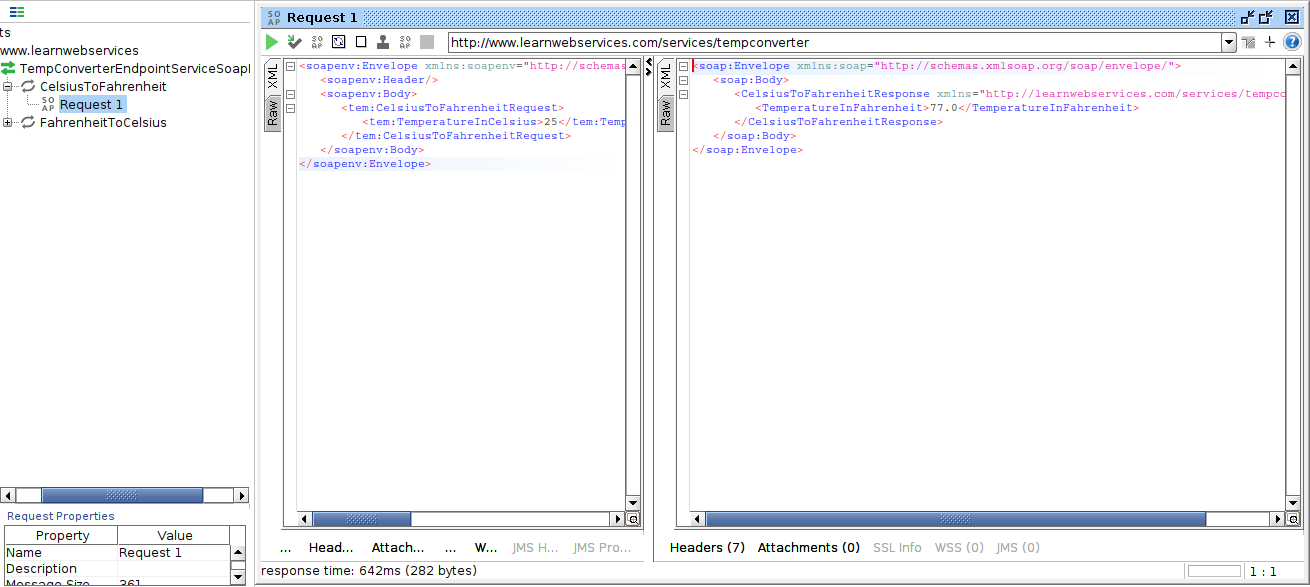 ts
www.learnwebservices
TempConverterEndpointServiceSoapl
CelsiusToFahrenheit
SO AP Request 1
FahrenheitToCelsius
Request Properties
Property Value
Name Request 1
Description
Message Size 361
SO AP Request 1
SO AP SO AP http://www.learnwebservices.com/services/tempconverter
XML
Raw
<soapenv:Envelope xmlns:soapenv="http://schemas
<soapenv:Header/>
<soapenv:Body>
<tem:CelsiusToFahrenheitRequest>
<tem:TemperatureInCelsius>25</tem:Temp
</tem:CelsiusToFahrenheitRequest>
</soapenv:Body>
</soapenv:Envelope>
... Head... Attach... ... W... JMS H... JMS Pro...
XML
Raw
<soap:Envelope xmlns:soap="http://schemas.xmlsoap.org/soap/envelope/">
<soap:Body>
<CelsiusToFahrenheitResponse xmlns="http://learnwebservices.com/services/tempco
<TemperatureInFahrenheit>77.0</TemperatureInFahrenheit>
</CelsiusToFahrenheitResponse>
</soap:Body>
</soap:Envelope>
Headers (7) Attachments (0) SSL Info WSS (0) JMS (0)
response time: 642ms (282 bytes)
1 : 1